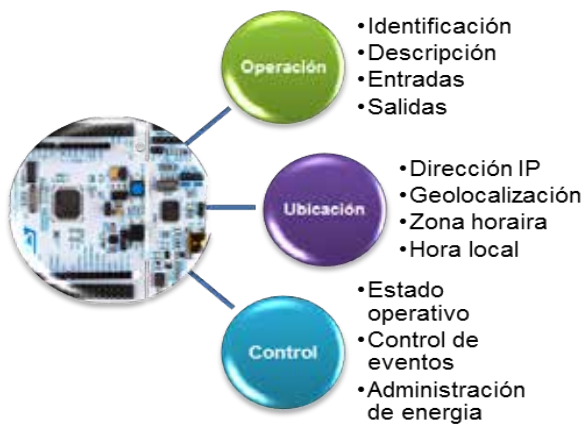 Operación
•Identificación
•Descripción
•Entradas
•Salidas
Ubicación
•Dirección IP
•Geolocalización
•Zona horaira
•Hora local
Control
•Estado
operativo
•Control de
eventos
•Administración
de energia